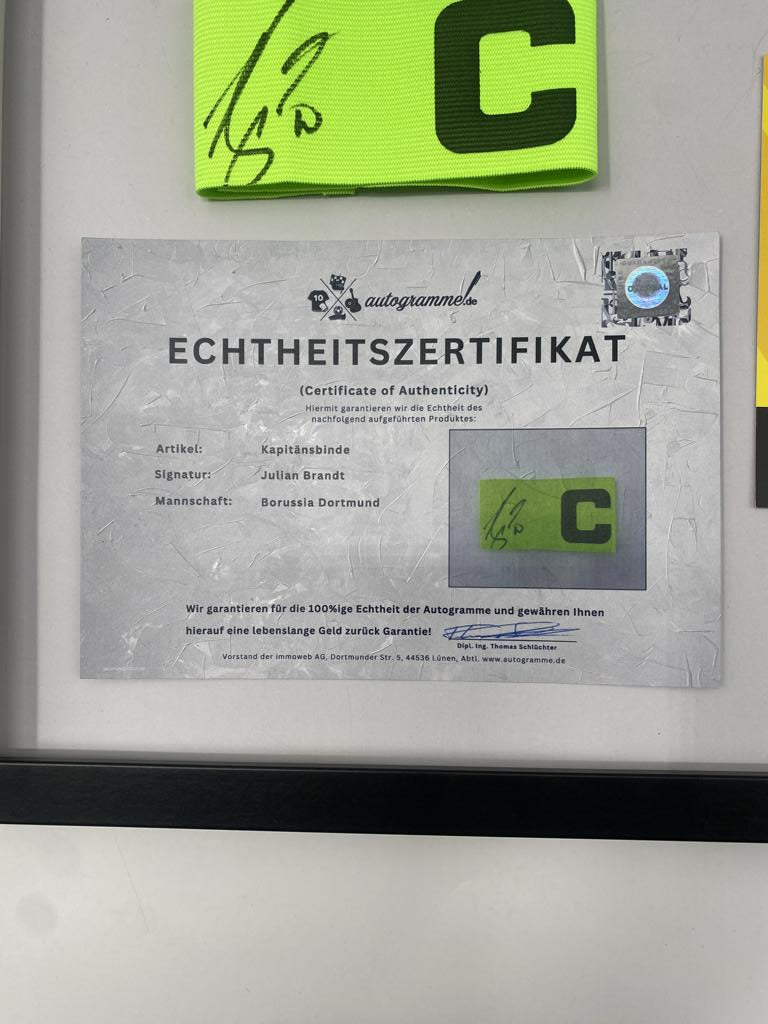 C
10
autogramme.de
ORIGINAL
ECHTHEITSZERTIFIKAT
(Certificate of Authenticity)
Hiermit garantieren wir die Echtheit des
nachfolgend aufgeführten Produktes:
Artikel: Kapitänsbinde
Signatur: Julian Brandt
Mannschaft: Borussia Dortmund
C
Wir garantieren für die 100%ige Echtheit der Autogramme und gewähren Ihnen
hierauf eine lebenslange Geld zurück Garantie!
Dipl. Ing. Thomas Schlüchter
Vorstand der immoweb AG, Dortmunder Str. 5, 44536 Lünen, Abtl. www.autogramme.de